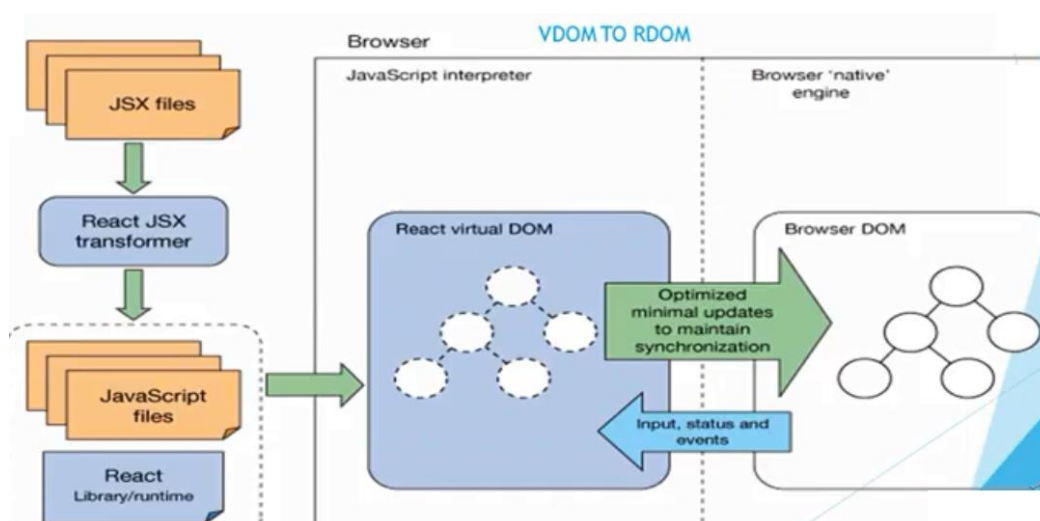 VDOM TO RDOM
Browser
JavaScript interpreter
Browser ‘native’
engine
JSX files
React JSX
transformer
React virtual DOM
Browser DOM
Optimized
minimal updates
to maintain
synchronization
JavaScript
files
Input, status and
events
React
Library/runtime